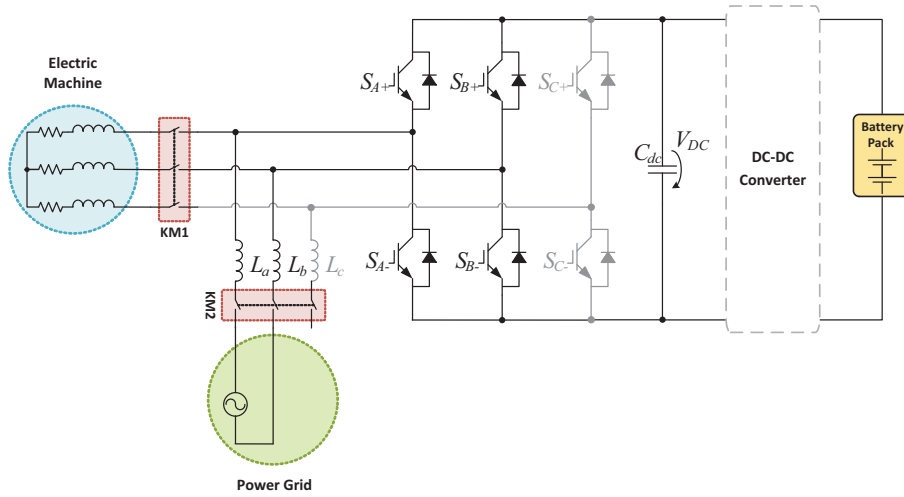 Electric
Machine
KM1
KM2
L_a
L_b
L_c
Power Grid
S_{A+}
S_{B+}
S_{C+}
S_{A-}
S_{B-}
S_{C-}
C_{dc}
V_{DC}
DC-DC
Converter
Battery
Pack